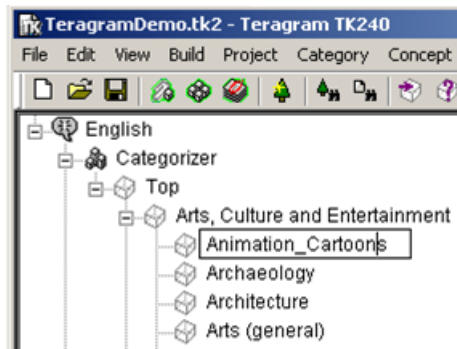 TeragramDemo.tk2 - Teragram TK240
File Edit View Build Project Category Concept
English
Categorizer
Top
Arts, Culture and Entertainment
Animation_Cartoons
Archaeology
Architecture
Arts (general)